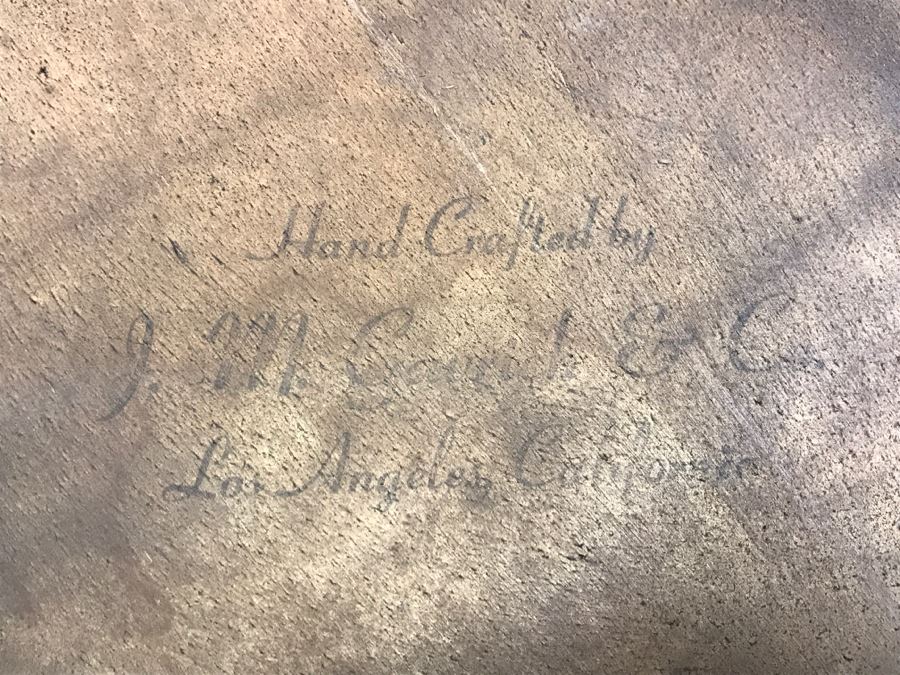 Hand Crafted by
J. M. & Co.
Los Angeles, California